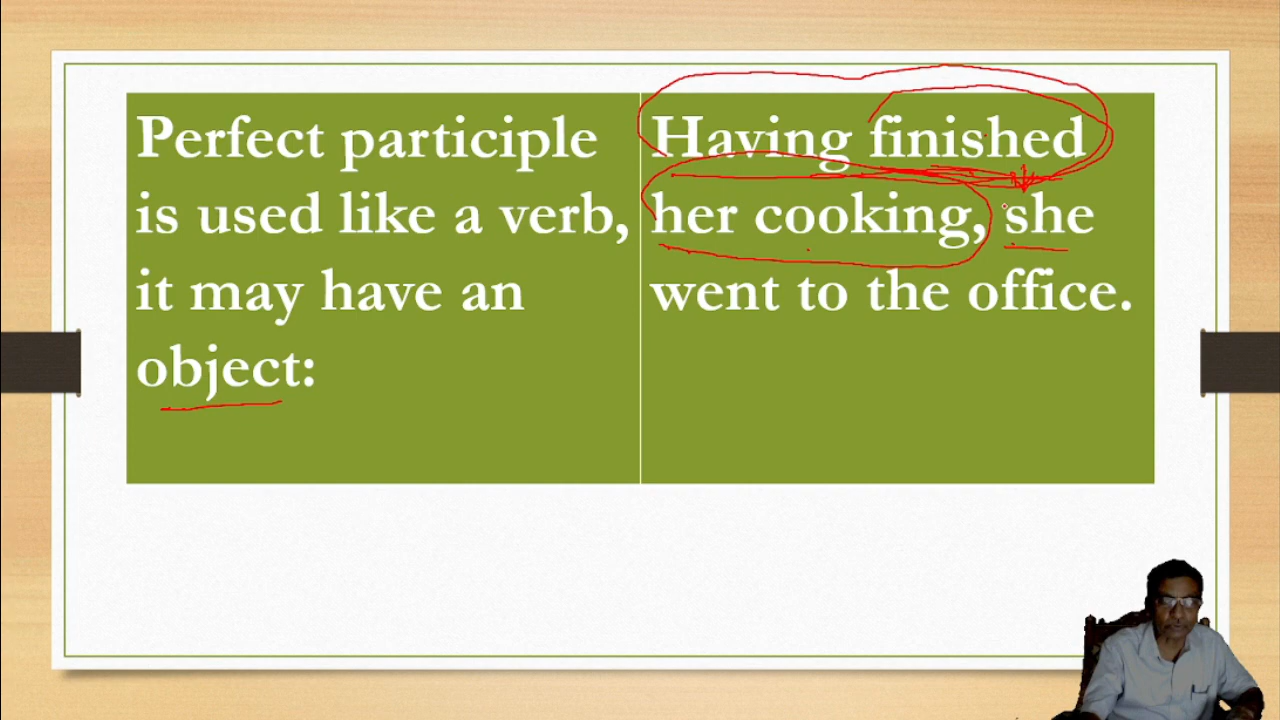 Perfect participle
is used like a verb,
it may have an
object:
Having finished
her cooking, she
went to the office.